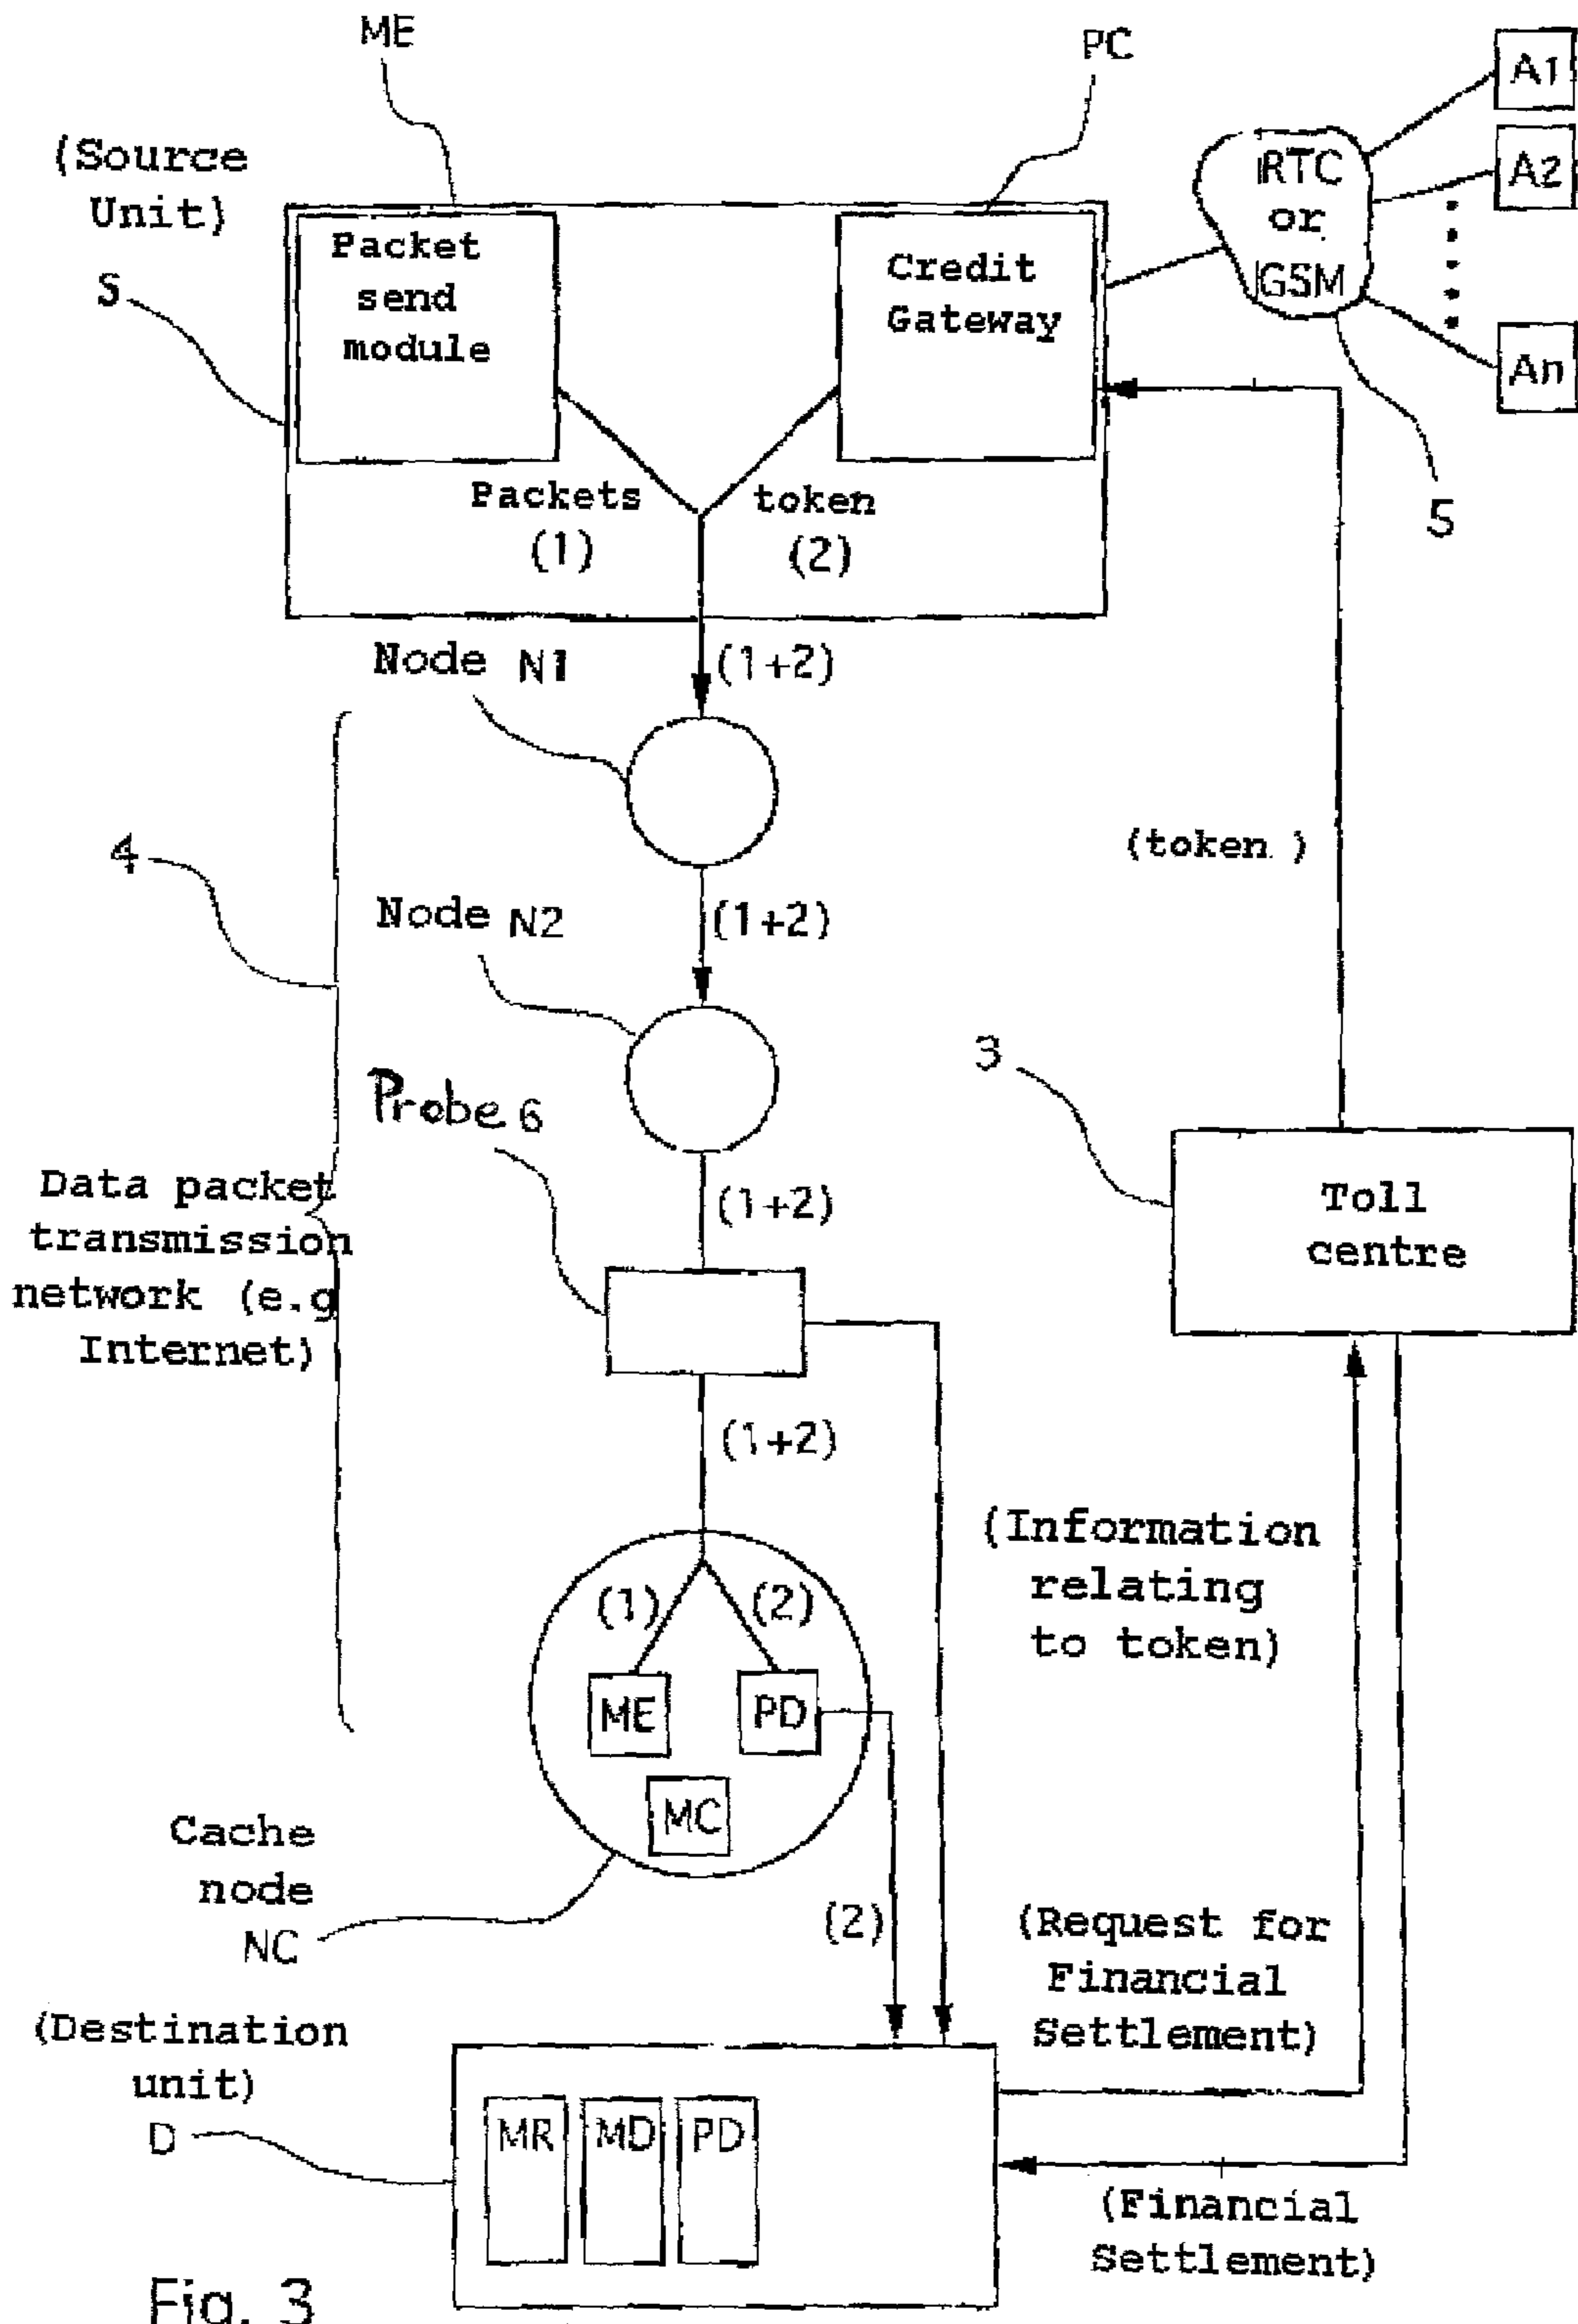 ME
PC
A1
(Source
Unit)
RTC
or
GSM
A2
Packet
send
module
Credit
Gateway
S
An
Packets
(1)
token
(2)
5
Node N1
(1+2)
4
(token )
Node N2
(1+2)
3
Probe 6
(1+2)
Data packet
transmission
network (e.g
Internet)
Toll
centre
(1+2)
(Information
relating
to token)
(1)
(2)
ME
PD
MC
Cache
node
NC
(2)
(Request for
Financial
Settlement)
(Destination
unit)
D
MR
MD
PD
(Financial
Settlement)
Fig. 3